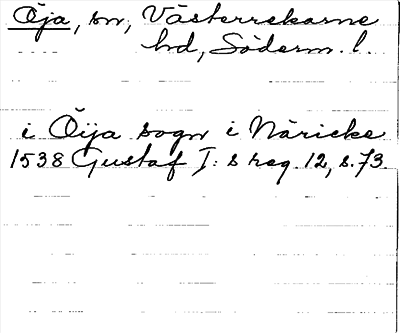 Öja, sn, Västerrekarne
hd, Söderm. l.
i Öija sogn i Näricke
1538 Gustaf I: s reg. 12, s. 73.